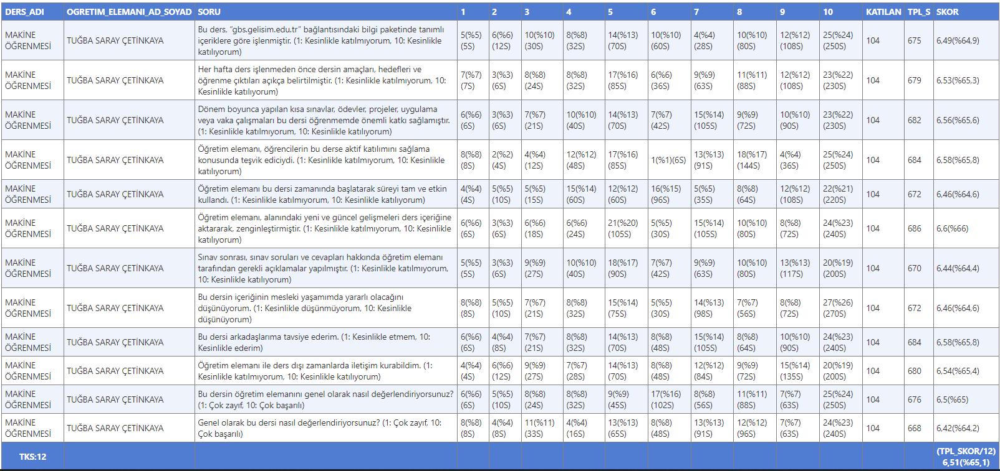 DERS_ADI OGRETIM_ELEMANI_AD_SOYAD SORU 1 2 3 4 5 6 7 8 9 10 KATILAN TPL_S SKOR
MAKİNE ÖĞRENMESİ TUĞBA SARAY ÇETİNKAYA Bu ders, “gbs.gelisim.edu.tr” bağlantısındaki bilgi paketinde tanımlı içeriklere göre işlenmiştir. (1: Kesinlikle katılmıyorum, 10: Kesinlikle katılıyorum) 5(%5)(5S) 6(%6)(12S) 10(%10)(30S) 8(%8)(32S) 14(%13)(70S) 10(%10)(60S) 4(%4)(28S) 10(%10)(80S) 12(%12)(108S) 25(%24)(250S) 104 675 6,49(%64,9)
MAKİNE ÖĞRENMESİ TUĞBA SARAY ÇETİNKAYA Her hafta ders işlenmeden önce dersin amaçları, hedefleri ve öğrenme çıktıları açıkça belirtilmiştir. (1: Kesinlikle katılmıyorum, 10: Kesinlikle katılıyorum) 7(%7)(7S) 3(%3)(6S) 8(%8)(24S) 8(%8)(32S) 17(%16)(85S) 6(%6)(36S) 9(%9)(63S) 11(%11)(88S) 12(%12)(108S) 23(%22)(230S) 104 679 6,53(%65,3)
MAKİNE ÖĞRENMESİ TUĞBA SARAY ÇETİNKAYA Dönem boyunca yapılan kısa sınavlar, ödevler, projeler, uygulama veya vaka çalışmaları bu dersi öğrenmemde önemli katkı sağlamıştır. (1: Kesinlikle katılmıyorum, 10: Kesinlikle katılıyorum) 6(%6)(6S) 3(%3)(6S) 7(%7)(21S) 10(%10)(40S) 14(%13)(70S) 7(%7)(42S) 15(%14)(105S) 9(%9)(72S) 10(%10)(90S) 23(%22)(230S) 104 682 6,56(%65,6)
MAKİNE ÖĞRENMESİ TUĞBA SARAY ÇETİNKAYA Öğretim elemanı, öğrencilerin bu derse aktif katılımını sağlama konusunda teşvik ediciydi. (1: Kesinlikle katılmıyorum, 10: Kesinlikle katılıyorum) 8(%8)(8S) 2(%2)(4S) 4(%4)(12S) 12(%12)(48S) 17(%16)(85S) 1(%1)(6S) 13(%13)(91S) 18(%17)(144S) 4(%4)(36S) 25(%24)(250S) 104 684 6,58(%65,8)
MAKİNE ÖĞRENMESİ TUĞBA SARAY ÇETİNKAYA Öğretim elemanı bu dersi zamanında başlatarak süreyi tam ve etkin kullandı. (1: Kesinlikle katılmıyorum, 10: Kesinlikle katılıyorum) 4(%4)(4S) 5(%5)(10S) 5(%5)(15S) 15(%14)(60S) 12(%12)(60S) 16(%15)(96S) 5(%5)(35S) 8(%8)(64S) 12(%12)(108S) 22(%21)(220S) 104 672 6,46(%64,6)
MAKİNE ÖĞRENMESİ TUĞBA SARAY ÇETİNKAYA Öğretim elemanı, alanındaki yeni ve güncel gelişmeleri ders içeriğine aktararak, zenginleştirmiştir. (1: Kesinlikle katılmıyorum, 10: Kesinlikle katılıyorum) 6(%6)(6S) 3(%3)(6S) 6(%6)(18S) 6(%6)(24S) 21(%20)(105S) 5(%5)(30S) 15(%14)(105S) 10(%10)(80S) 8(%8)(72S) 24(%23)(240S) 104 686 6,6(%66)
MAKİNE ÖĞRENMESİ TUĞBA SARAY ÇETİNKAYA Sınav sonrası, sınav soruları ve cevapları hakkında öğretim elemanı tarafından gerekli açıklamalar yapılmıştır. (1: Kesinlikle katılmıyorum, 10: Kesinlikle katılıyorum) 5(%5)(5S) 3(%3)(6S) 9(%9)(27S) 10(%10)(40S) 18(%17)(90S) 7(%7)(42S) 9(%9)(63S) 10(%10)(80S) 13(%13)(117S) 20(%19)(200S) 104 670 6,44(%64,4)
MAKİNE ÖĞRENMESİ TUĞBA SARAY ÇETİNKAYA Bu dersin içeriğinin mesleki yaşamımda yararlı olacağını düşünüyorum. (1: Kesinlikle düşünmüyorum, 10: Kesinlikle düşünüyorum) 8(%8)(8S) 5(%5)(10S) 7(%7)(21S) 8(%8)(32S) 15(%14)(75S) 5(%5)(30S) 14(%13)(98S) 7(%7)(56S) 8(%8)(72S) 27(%26)(270S) 104 672 6,46(%64,6)
MAKİNE ÖĞRENMESİ TUĞBA SARAY ÇETİNKAYA Bu dersi arkadaşlarıma tavsiye ederim. (1: Kesinlikle etmem, 10: Kesinlikle ederim) 6(%6)(6S) 4(%4)(8S) 7(%7)(21S) 8(%8)(32S) 14(%13)(70S) 8(%8)(48S) 15(%14)(105S) 8(%8)(64S) 10(%10)(90S) 24(%23)(240S) 104 684 6,58(%65,8)
MAKİNE ÖĞRENMESİ TUĞBA SARAY ÇETİNKAYA Öğretim elemanı ile ders dışı zamanlarda iletişim kurabildim. (1: Kesinlikle katılmıyorum, 10: Kesinlikle katılıyorum) 4(%4)(4S) 6(%6)(12S) 9(%9)(27S) 7(%7)(28S) 14(%13)(70S) 8(%8)(48S) 12(%12)(84S) 9(%9)(72S) 15(%14)(135S) 20(%19)(200S) 104 680 6,54(%65,4)
MAKİNE ÖĞRENMESİ TUĞBA SARAY ÇETİNKAYA Bu dersin öğretim elemanını genel olarak nasıl değerlendiriyorsunuz? (1: Çok zayıf, 10: Çok başarılı) 6(%6)(6S) 5(%5)(10S) 8(%8)(24S) 8(%8)(32S) 9(%9)(45S) 17(%16)(102S) 8(%8)(56S) 11(%11)(88S) 7(%7)(63S) 25(%24)(250S) 104 676 6,5(%65)
MAKİNE ÖĞRENMESİ TUĞBA SARAY ÇETİNKAYA Genel olarak bu dersi nasıl değerlendiriyorsunuz? (1: Çok zayıf, 10: Çok başarılı) 8(%8)(8S) 4(%4)(8S) 11(%11)(33S) 4(%4)(16S) 13(%13)(65S) 8(%8)(48S) 13(%13)(91S) 12(%12)(96S) 7(%7)(63S) 24(%23)(240S) 104 668 6,42(%64,2)
TKS:12 (TPL_SKOR/12) 6,51(%65,1)